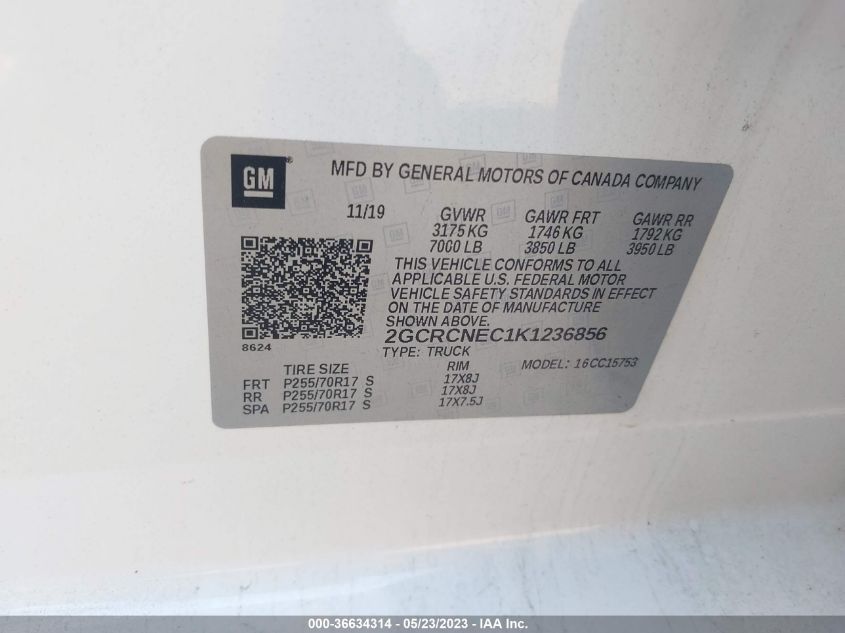 GM ®
MFD BY GENERAL MOTORS OF CANADA COMPANY
11/19 GVWR GAWR FRT GAWR RR
3175 KG 1746 KG 1792 KG
7000 LB 3850 LB 3950 LB
THIS VEHICLE CONFORMS TO ALL
APPLICABLE U.S. FEDERAL MOTOR
VEHICLE SAFETY STANDARDS IN EFFECT
ON THE DATE OF MANUFACTURE
SHOWN ABOVE.
8624
2GCRCNEC1K1236856
TYPE: TRUCK MODEL: 16CC15753
TIRE SIZE RIM
FRT P255/70R17 S 17X8J
RR P255/70R17 S 17X8J
SPA P255/70R17 S 17X7.5J
000-36634314 - 05/23/2023 - IAA Inc.